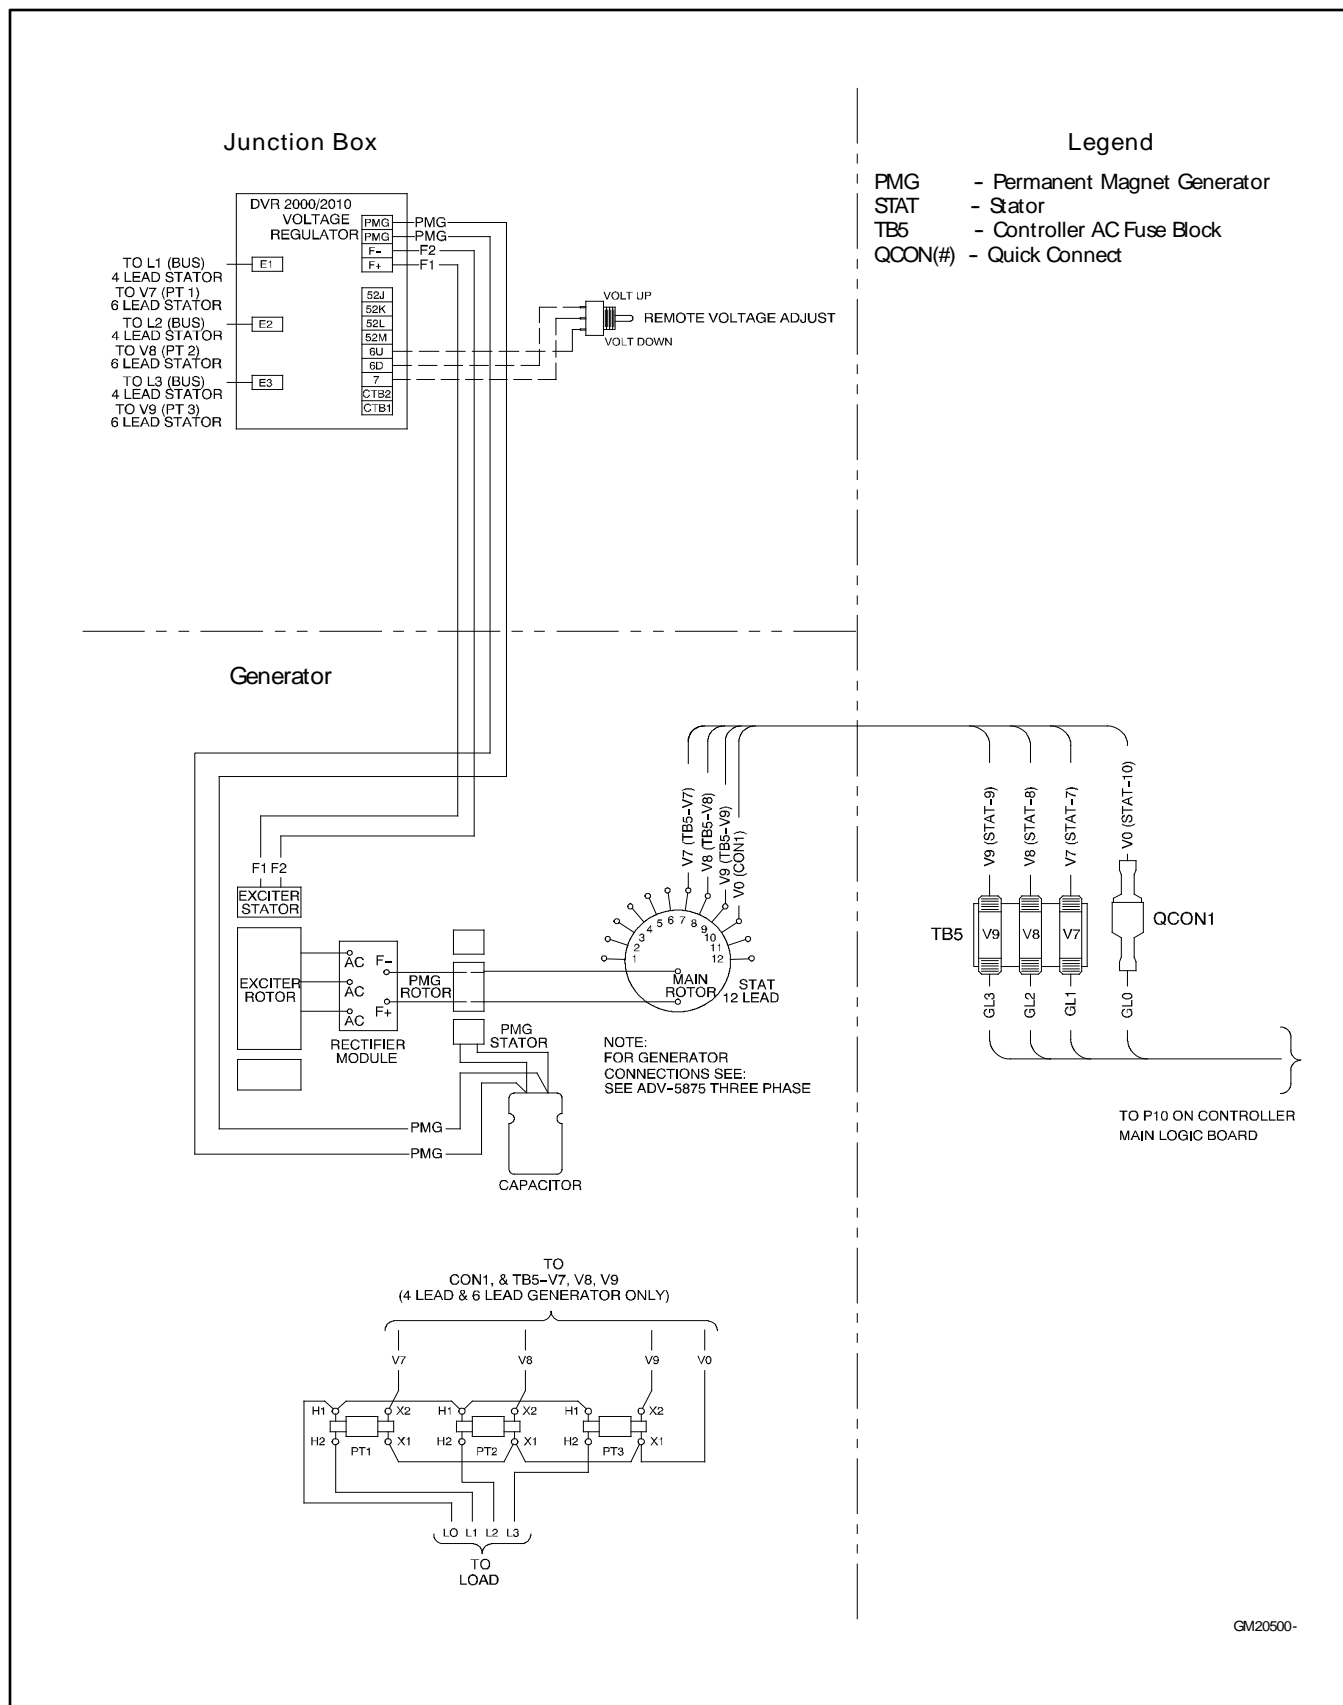 Junction Box
Legend
PMG – Permanent Magnet Generator
STAT – Stator
TB5 – Controller AC Fuse Block
QCON(#) – Quick Connect
DVR 2000/2010
VOLTAGE
REGULATOR
PMG
PMG
F–
F+
PMG
PMG
F2
F1
TO L1 (BUS)
4 LEAD STATOR
E1
TO V7 (PT 1)
6 LEAD STATOR
TO L2 (BUS)
4 LEAD STATOR
E2
TO V8 (PT 2)
6 LEAD STATOR
TO L3 (BUS)
4 LEAD STATOR
E3
TO V9 (PT 3)
6 LEAD STATOR
52J
52K
52L
52M
6U
6D
7
CTB2
CTB1
VOLT UP
REMOTE VOLTAGE ADJUST
VOLT DOWN
Generator
F1 F2
EXCITER
STATOR
EXCITER
ROTOR
AC
AC
AC
F–
F+
RECTIFIER
MODULE
PMG
ROTOR
PMG
STATOR
PMG
PMG
CAPACITOR
V7 (TB5–V7)
V8 (TB5–V8)
V9 (TB5–V9)
V0 (CON1)
1
2
3
4
5
6
7
8
9
10
11
12
MAIN
ROTOR
STAT
12 LEAD
NOTE:
FOR GENERATOR
CONNECTIONS SEE:
SEE ADV–5875 THREE PHASE
V9 (STAT–9)
V8 (STAT–8)
V7 (STAT–7)
V0 (STAT–10)
TB5
V9
V8
V7
QCON1
GL3
GL2
GL1
GL0
TO P10 ON CONTROLLER
MAIN LOGIC BOARD
TO
CON1, & TB5–V7, V8, V9
(4 LEAD & 6 LEAD GENERATOR ONLY)
V7
V8
V9
V0
H1
X2
H1
X2
H1
X2
H2
PT1
X1
H2
PT2
X1
H2
PT3
X1
LO L1 L2 L3
TO
LOAD
GM20500-